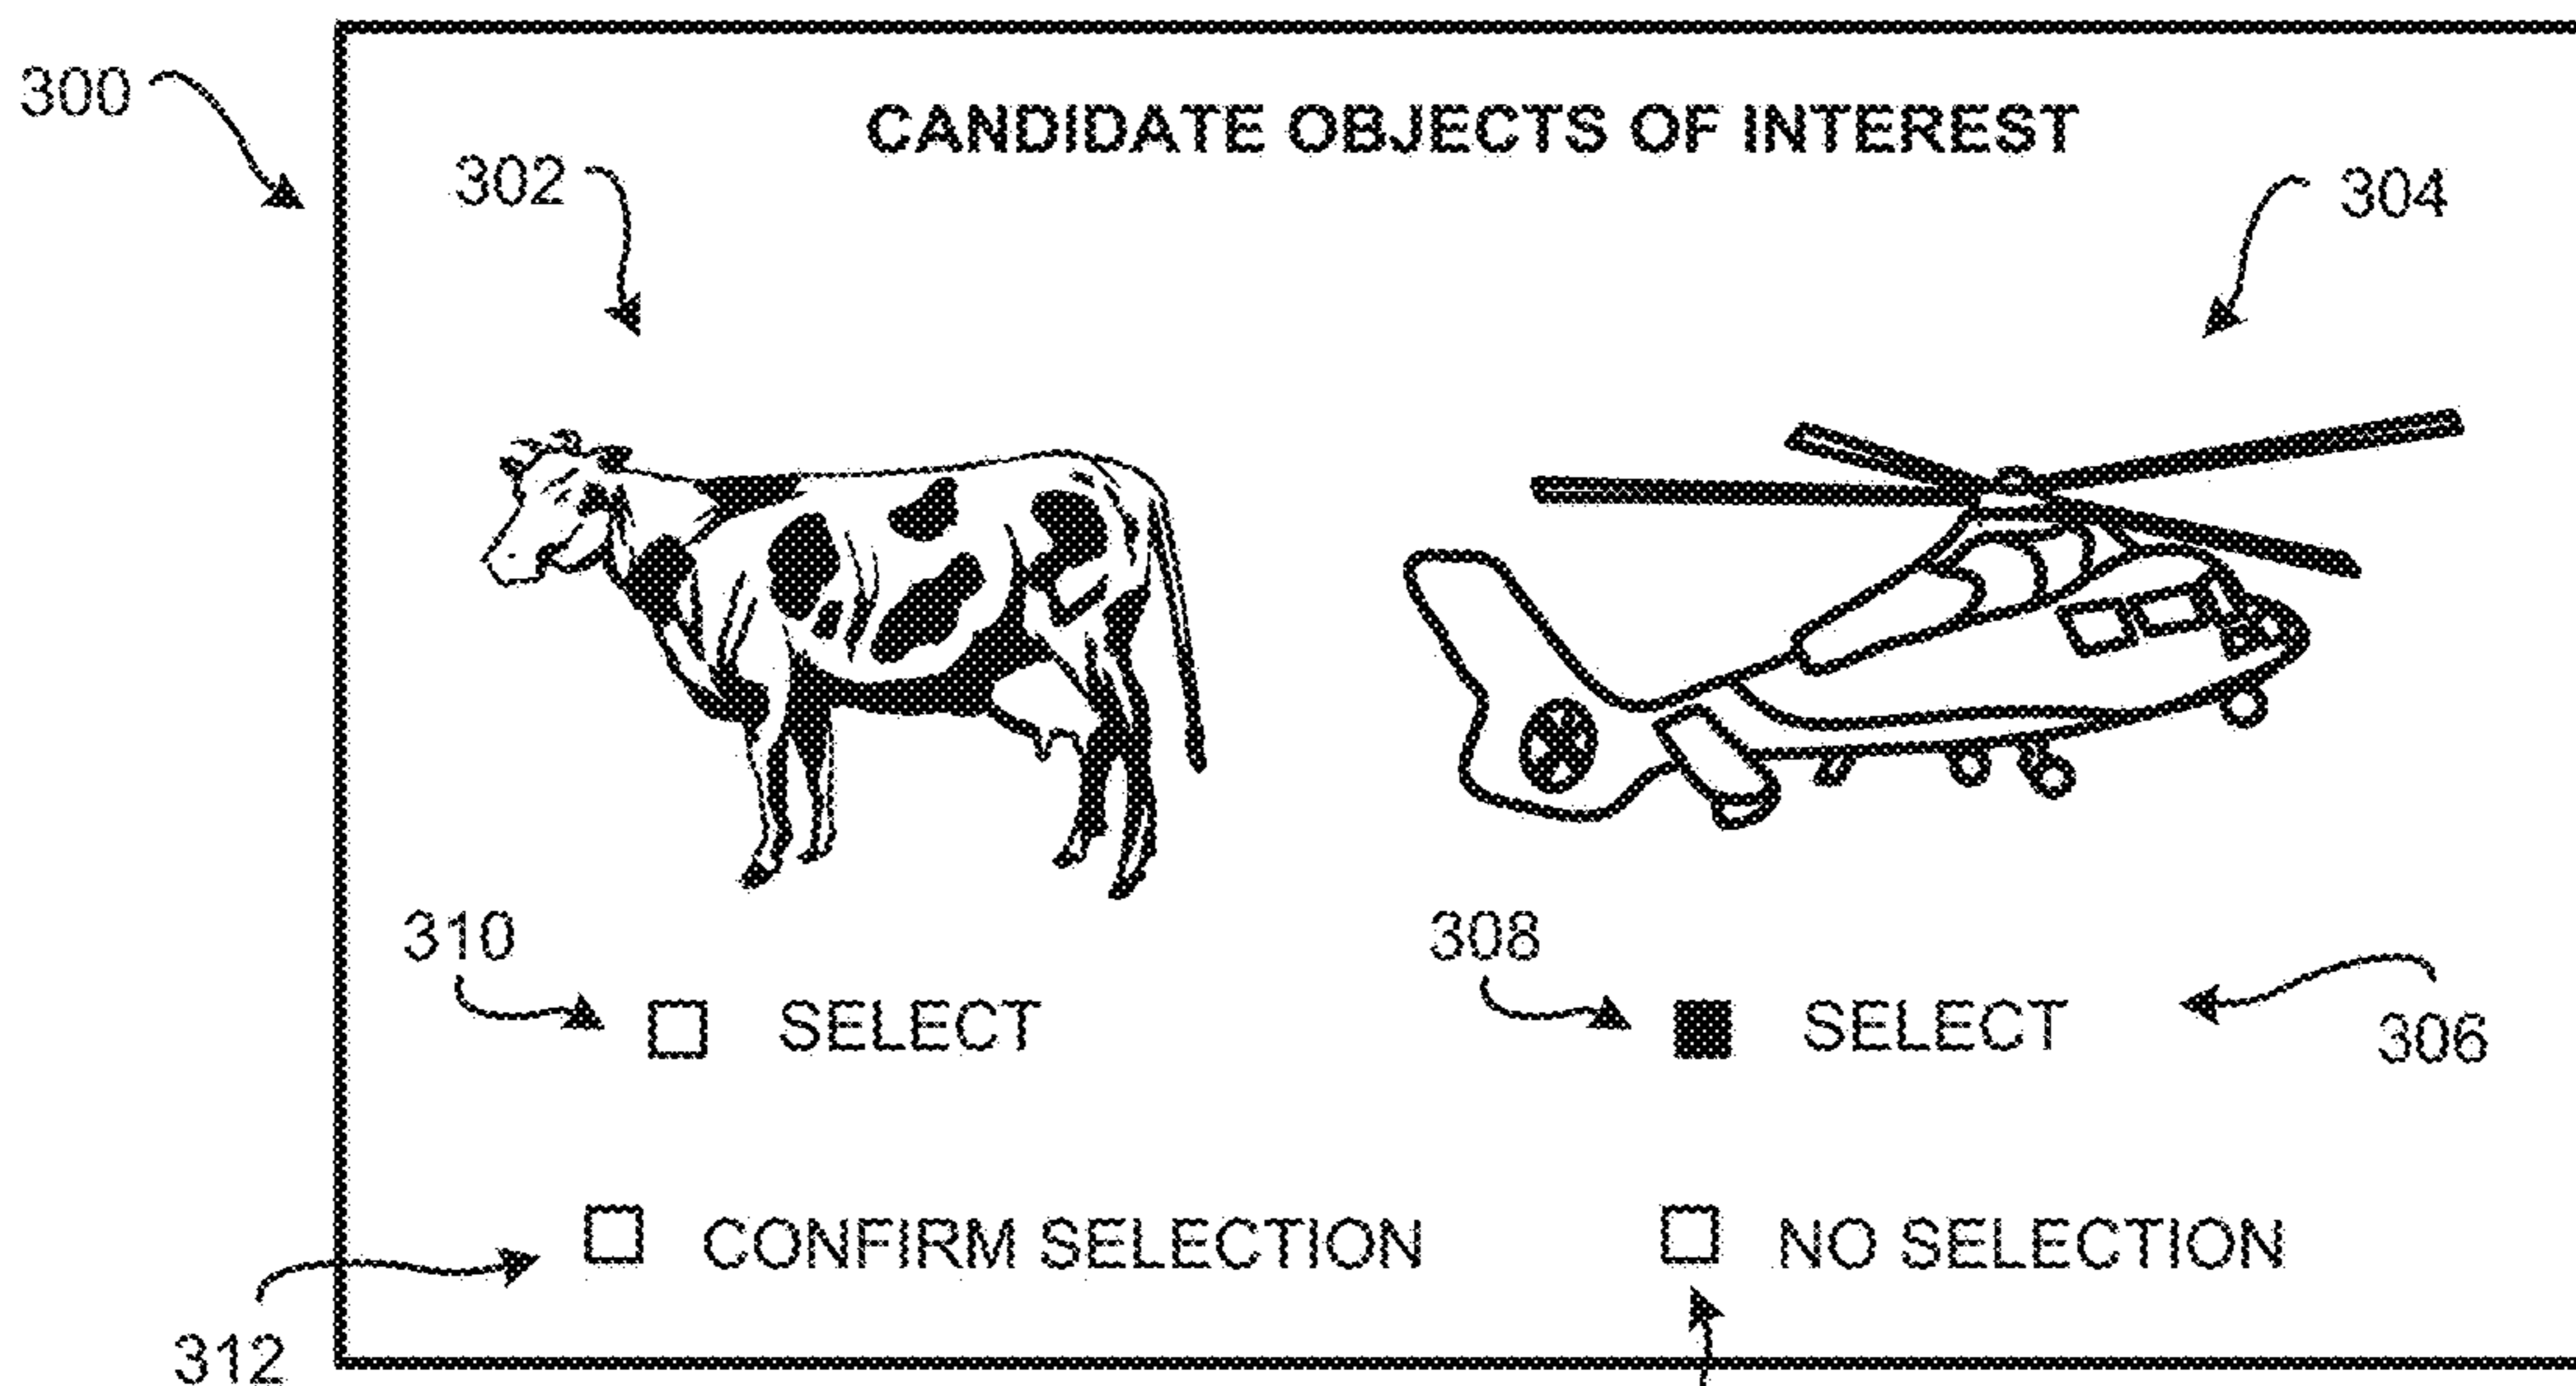 300
CANDIDATE OBJECTS OF INTEREST
302
304
310
308
SELECT
SELECT
306
CONFIRM SELECTION
NO SELECTION
312